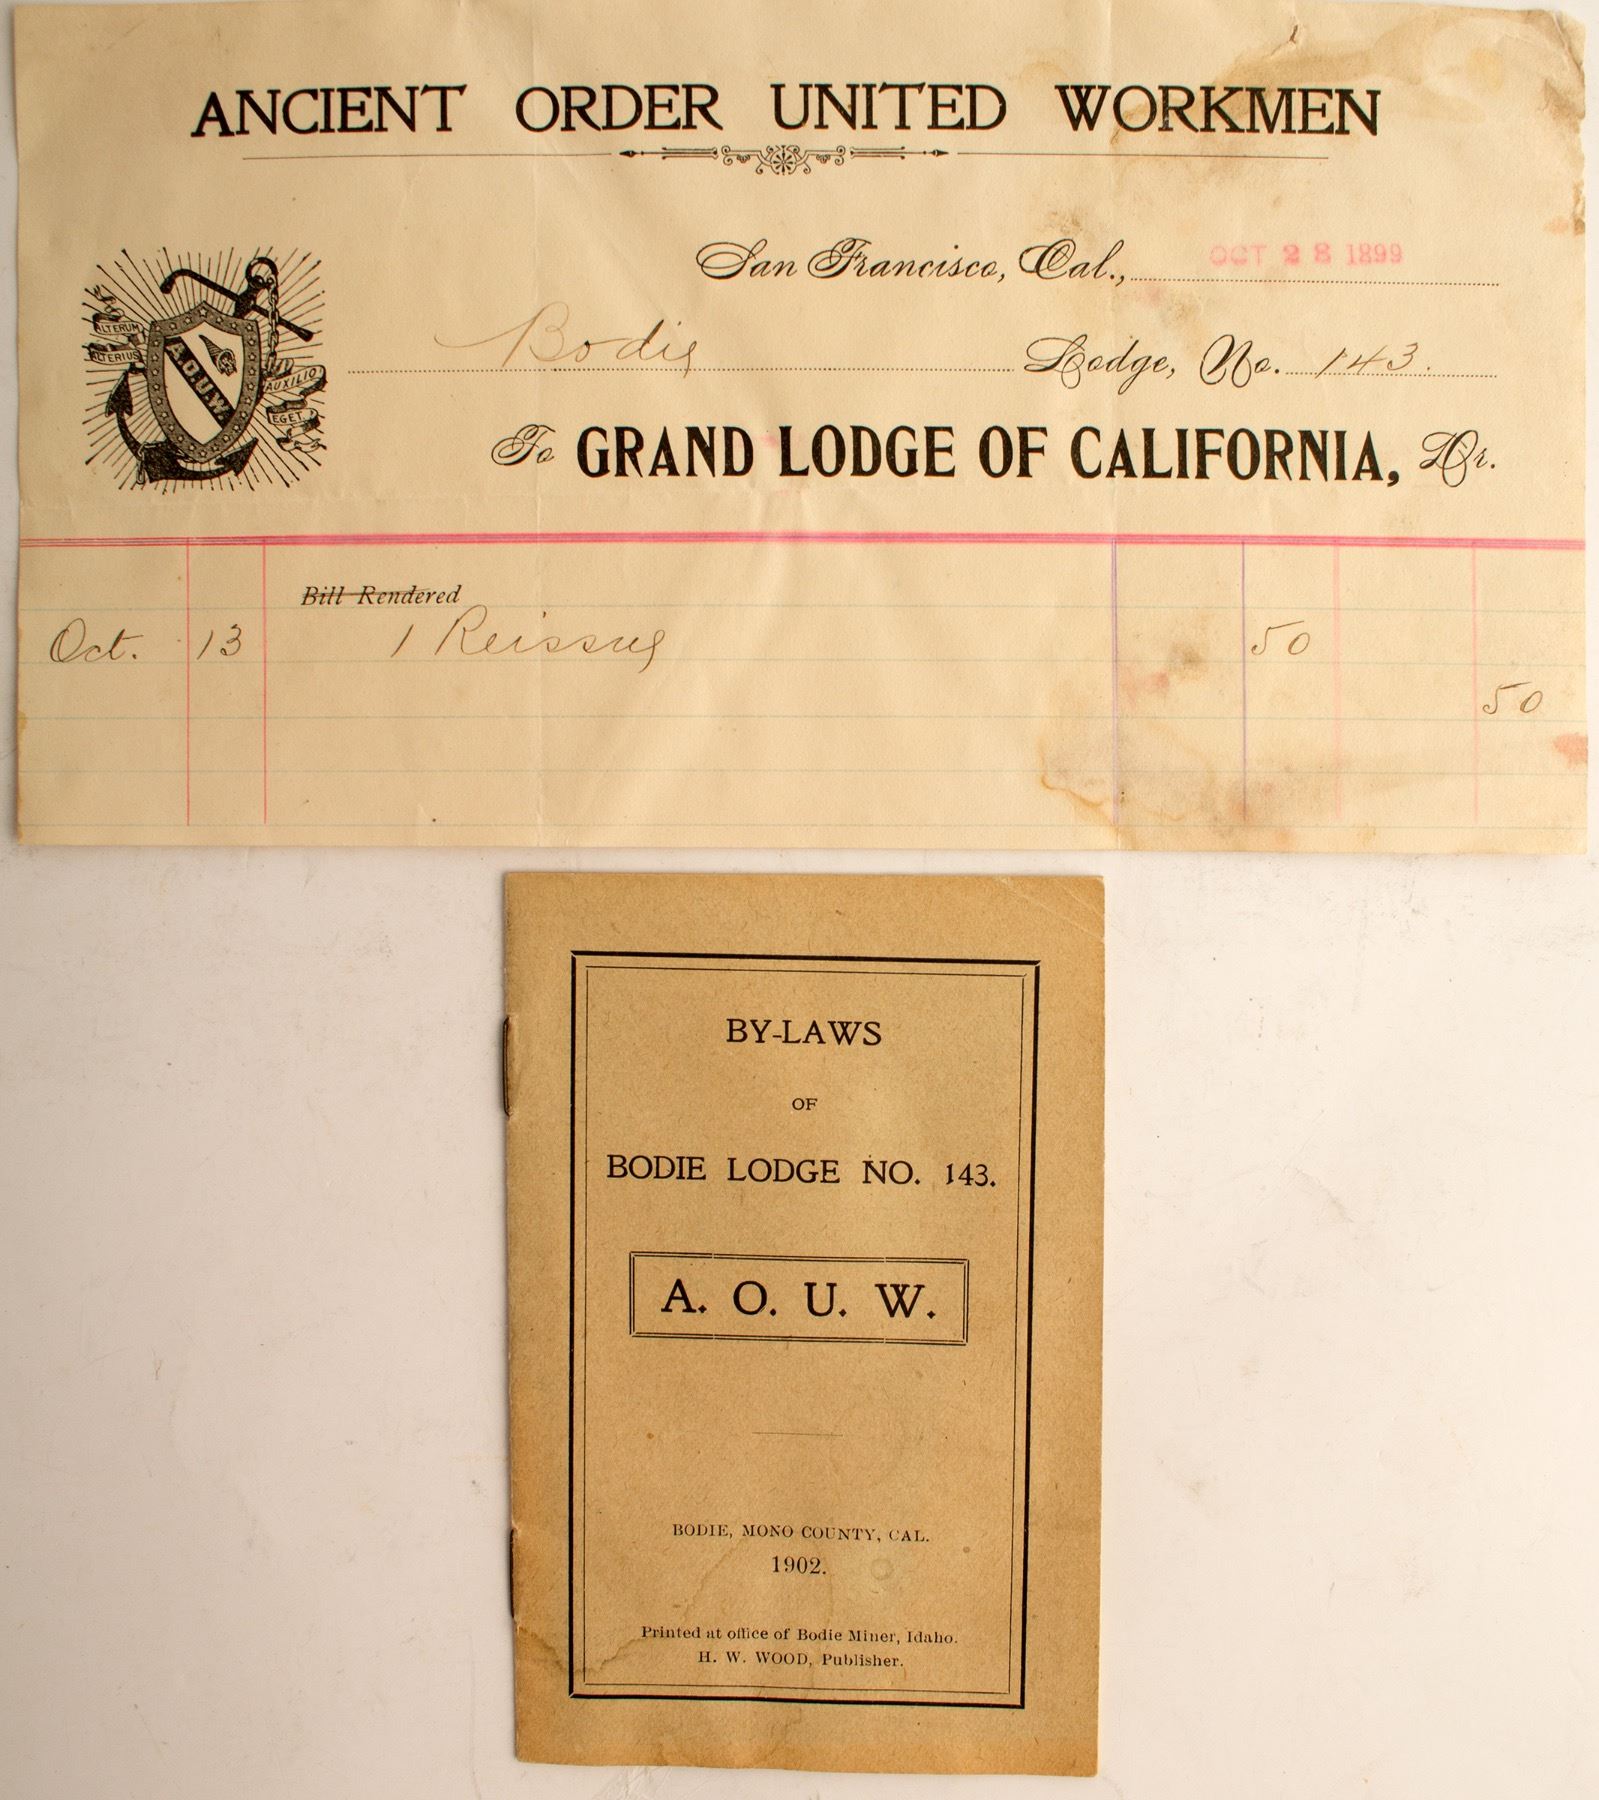 ANCIENT ORDER UNITED WORKMEN
San Francisco, Cal., OCT 28 1899
Bodie Lodge, No. 143.
To GRAND LODGE OF CALIFORNIA, Dr.
ALTERUM
ALTERIUS
A.O.U.W.
AUXILIO
EGET
Bill Rendered
Oct. 13 1 Reissue 50
50
BY-LAWS
OF
BODIE LODGE NO. 143.
A. O. U. W.
BODIE, MONO COUNTY, CAL.
1902.
Printed at office of Bodie Miner, Idaho.
H. W. WOOD, Publisher.